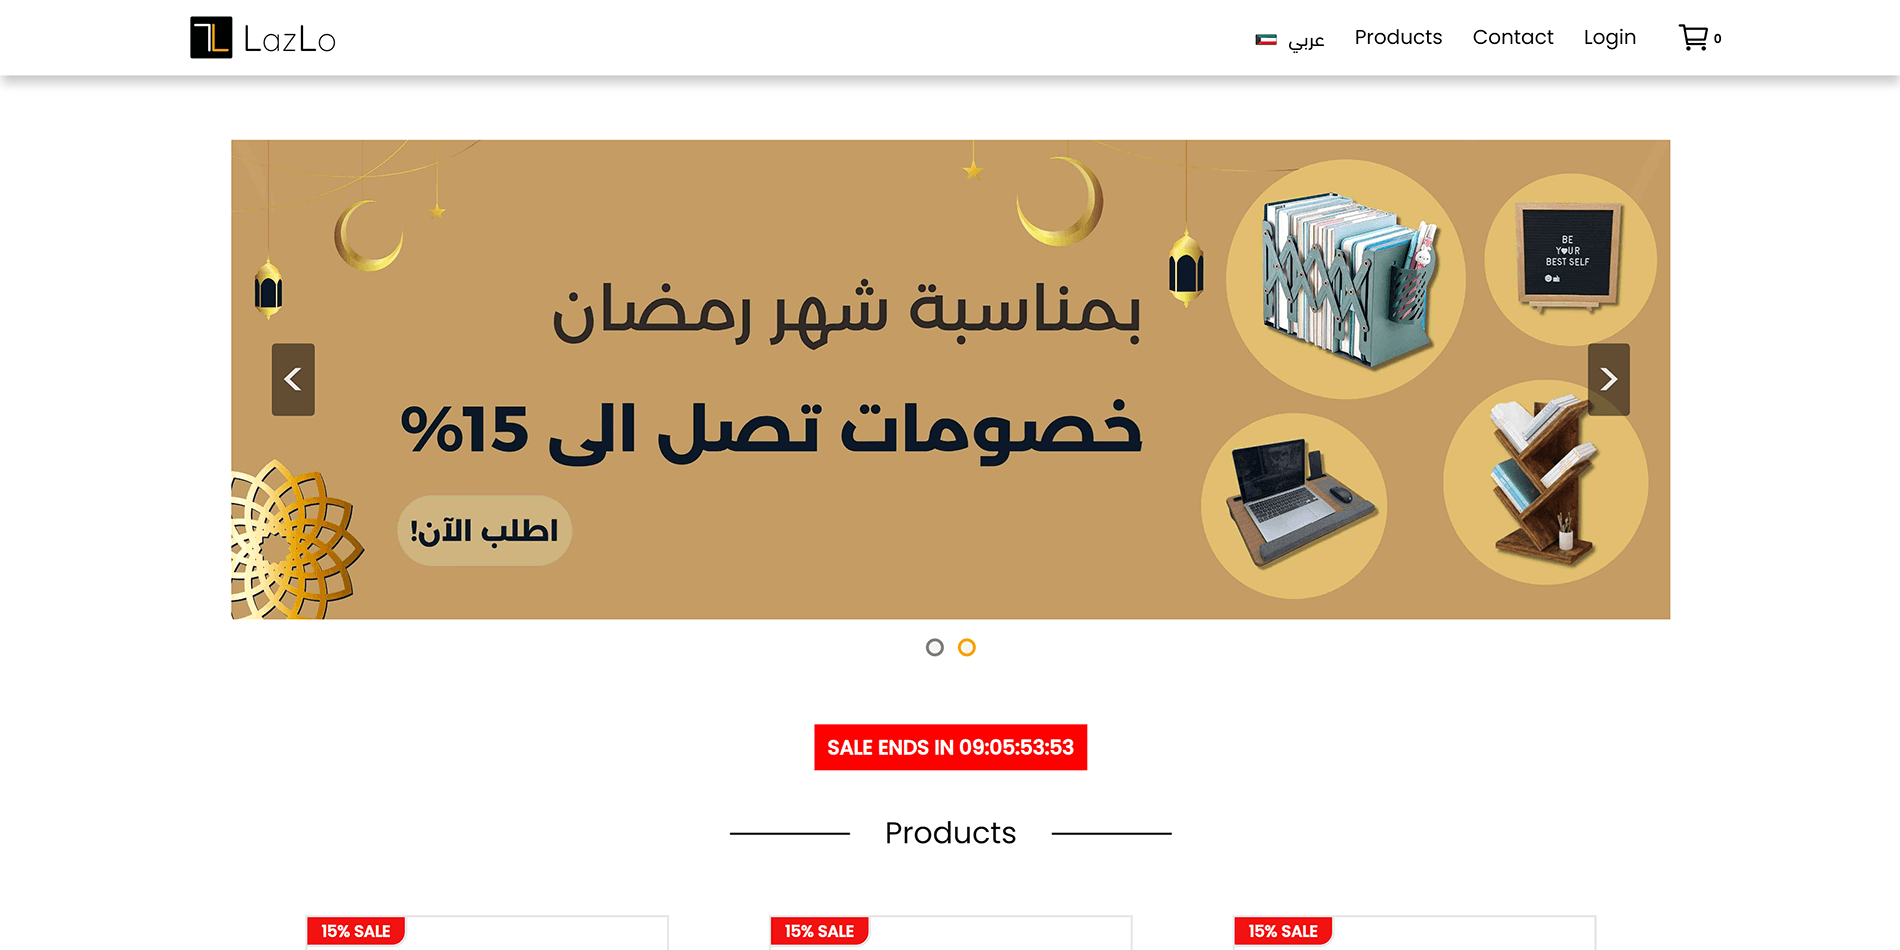 LazLo
عربي Products Contact Login 0
بمناسبة شهر رمضان
خصومات تصل الى 15%
اطلب الآن!
BE
YOUR
BEST SELF
SALE ENDS IN 09:05:53:53
Products
15% SALE
15% SALE
15% SALE